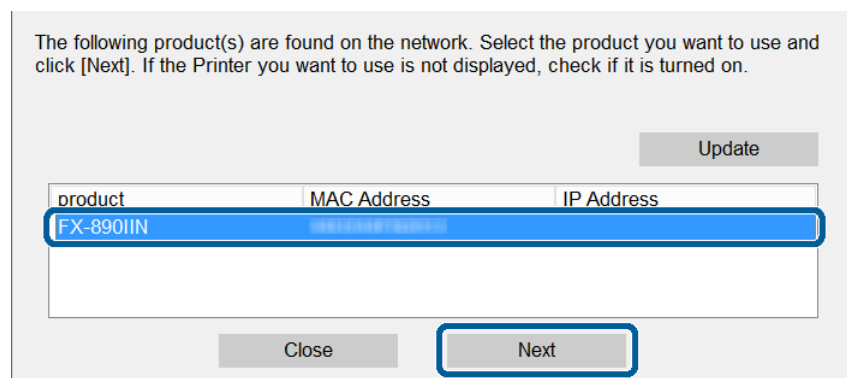 The following product(s) are found on the network. Select the product you want to use and
click [Next]. If the Printer you want to use is not displayed, check if it is turned on.
Update
product MAC Address IP Address
FX-890IIN
Close Next